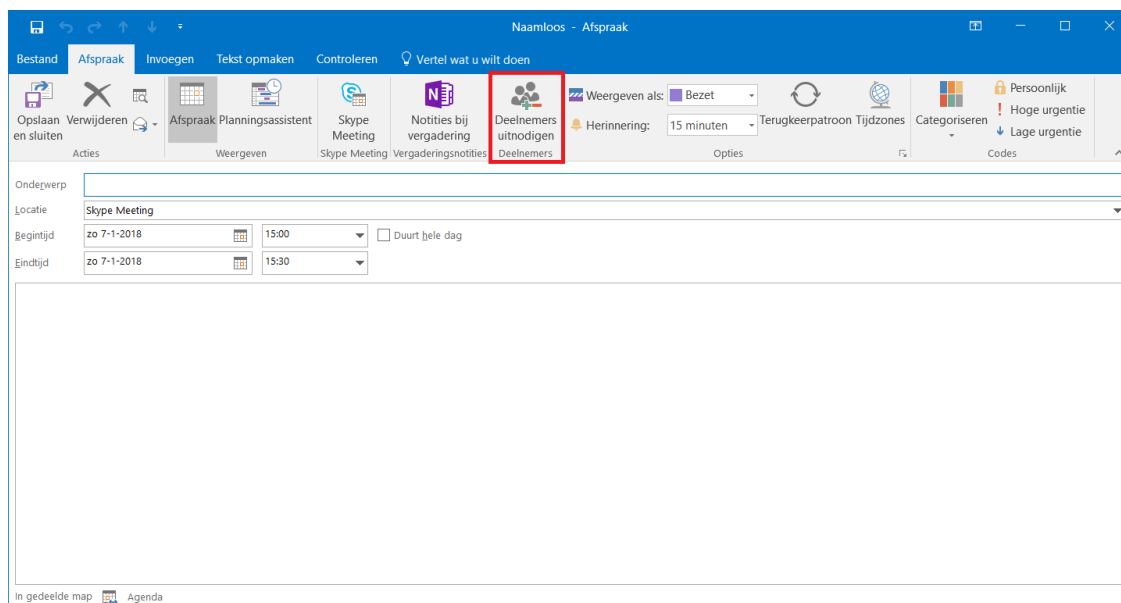 Naamloos - Afspraak
Bestand Afspraak Invoegen Tekst opmaken Controleren Vertel wat u wilt doen
Opslaan en sluiten
Verwijderen
Acties
Afspraak
Planningsassistent
Weergeven
Skype Meeting
Skype Meeting
Notities bij vergadering
Vergaderingsnotities
Deelnemers uitnodigen
Deelnemers
Weergeven als: Bezet
Herinnering: 15 minuten
Terugkeerpatroon
Tijdzones
Opties
Categoriseren
Persoonlijk
Hoge urgentie
Lage urgentie
Codes
Onderwerp
Locatie Skype Meeting
Begintijd zo 7-1-2018 15:00 Duurt hele dag
Eindtijd zo 7-1-2018 15:30
In gedeelde map Agenda